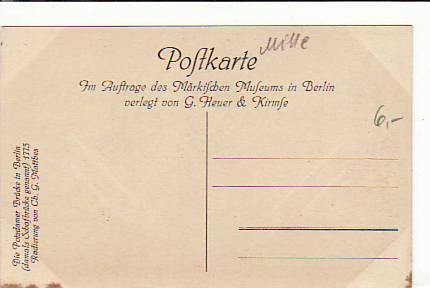 Postkarte
Mitte
Im Auftrage des Märkischen Museums in Berlin
verlegt von G. Heuer & Kirmse
6,-
Die Potsdamer Brücke in Berlin
(damals Schafbrücke genannt) 1775
Radierung von Ch. G. Matthes